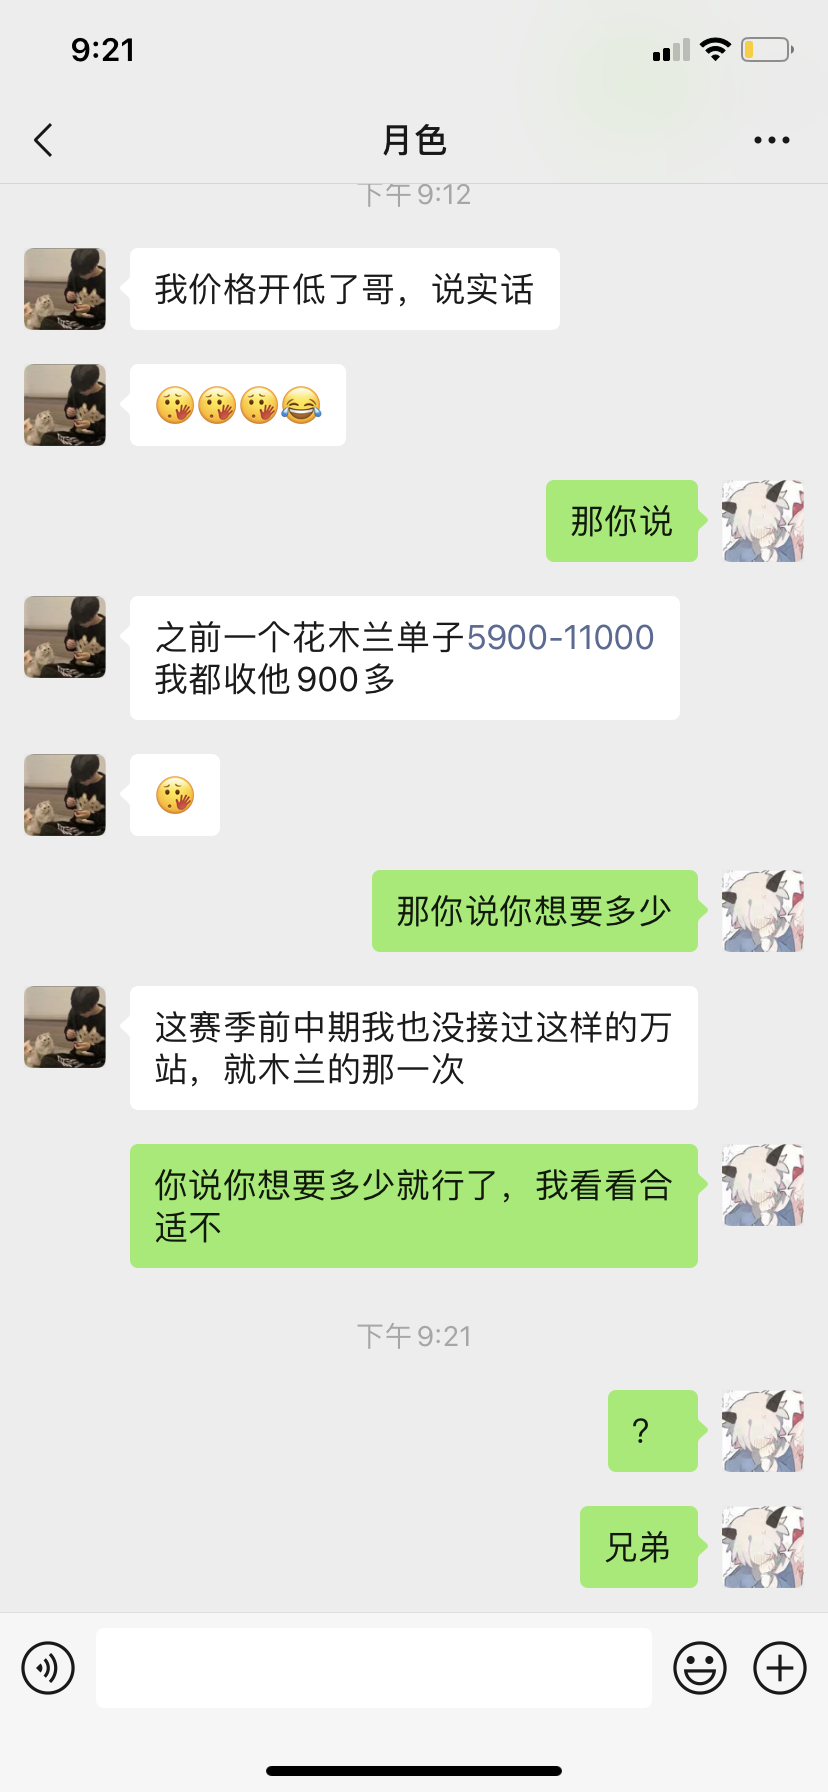 9:21
月色
下午 9:12
我价格开低了哥，说实话
那你说
之前一个花木兰单子5900-11000
我都收他900多
那你说你想要多少
这赛季前中期我也没接过这样的万
站，就木兰的那一次
你说你想要多少就行了，我看看合
适不
下午 9:21
？
兄弟